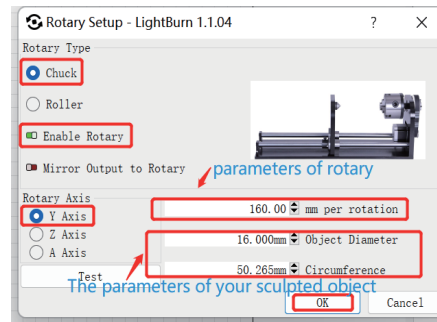 Rotary Setup - LightBurn 1.1.04 ? X
Rotary Type
Chuck
Roller
Enable Rotary
Mirror Output to Rotary
parameters of rotary
Rotary Axis
Y Axis
160.00 mm per rotation
Z Axis
16.000mm Object Diameter
A Axis
Test
50.265mm Circumference
The parameters of your sculpted object
OK
Cancel